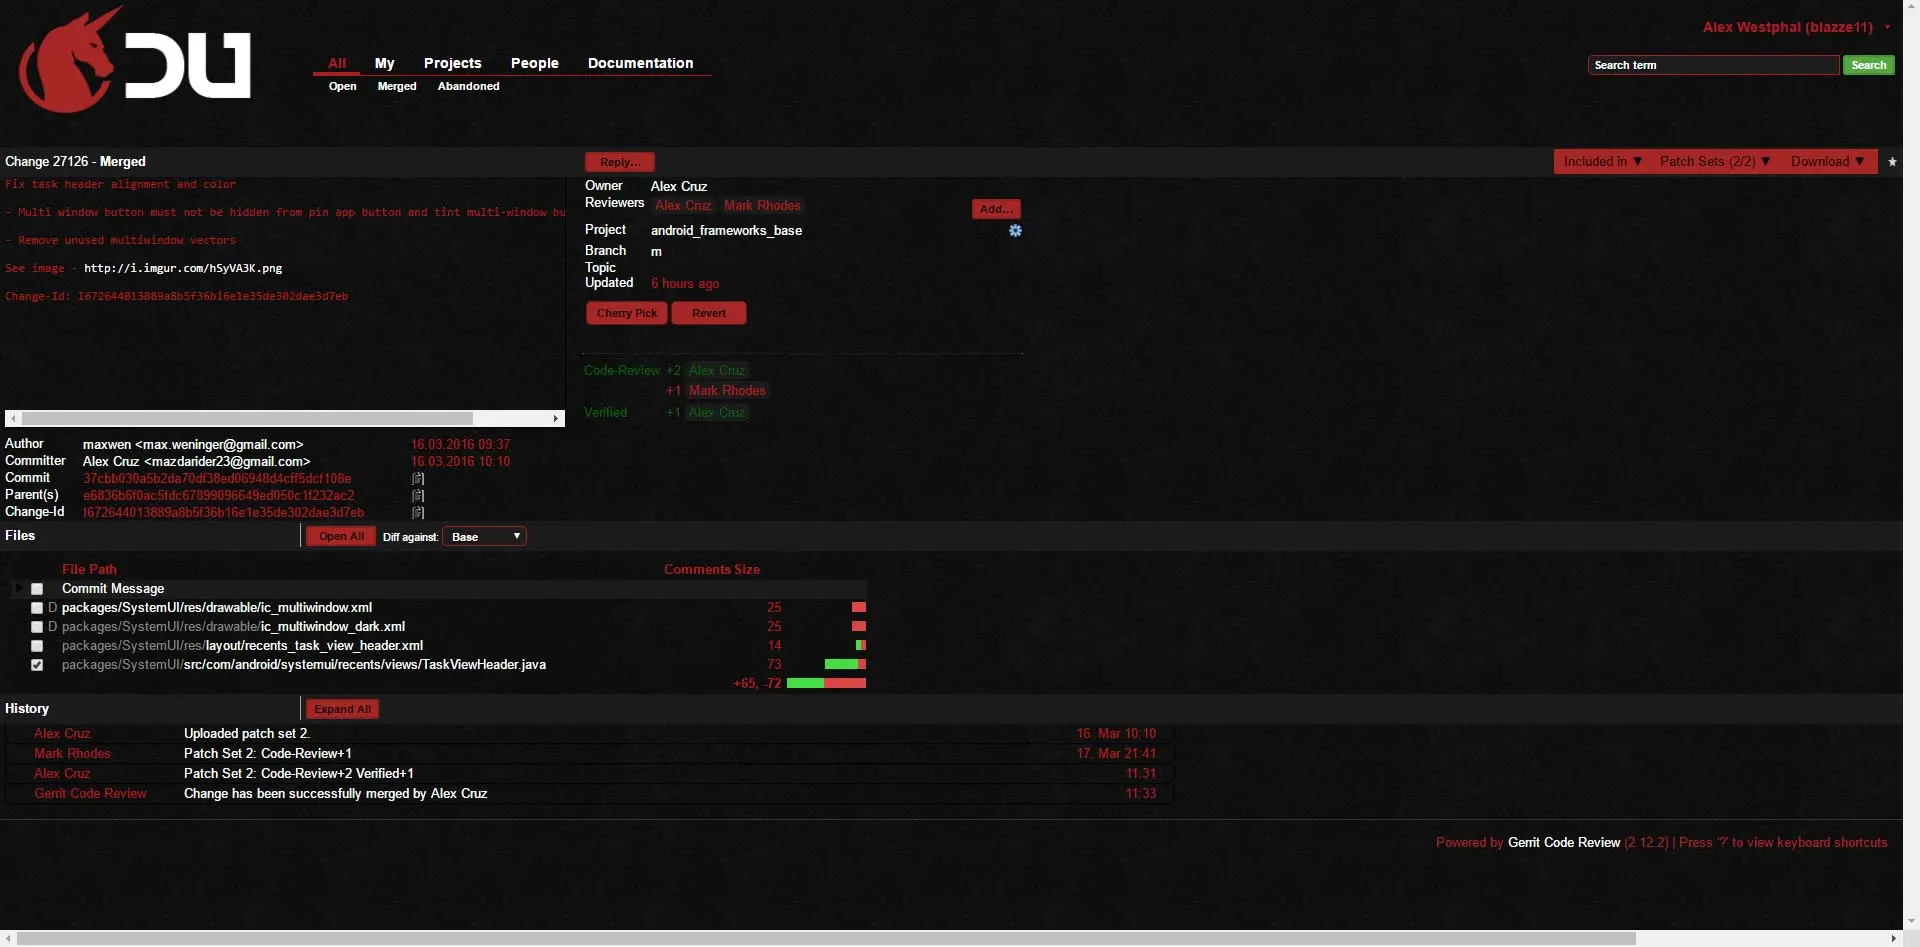 DU
Alex Westphal (blazze11)
All My Projects People Documentation
Open Merged Abandoned
Search term Search
Change 27126 - Merged
Reply...
Included in ▼ Patch Sets (2/2) ▼ Download ▼
Fix task header alignment and color
- Multi window button must not be hidden from pin app button and tint multi-window bu
- Remove unused multiwindow vectors
See image - http://i.imgur.com/hSyVA3K.png
Change-Id: I672644013889a8b5f36b16e1e35de302dae3d7eb
Owner Alex Cruz
Reviewers Alex Cruz Mark Rhodes
Add...
Project android_frameworks_base
Branch m
Topic
Updated 6 hours ago
Cherry Pick Revert
Code-Review +2 Alex Cruz
+1 Mark Rhodes
Verified +1 Alex Cruz
Author maxwen <max.weninger@gmail.com> 16.03.2016 09:37
Committer Alex Cruz <mazdarider23@gmail.com> 16.03.2016 10:10
Commit 37cbb030a5b2da70df38ed06948d4cff5dcf108e
Parent(s) e6836b6f0ac5fdc67899096649ed050c1f232ac2
Change-Id I672644013889a8b5f36b16e1e35de302dae3d7eb
Files Open All Diff against: Base
File Path Comments Size
Commit Message
D packages/SystemUI/res/drawable/ic_multiwindow.xml 25
D packages/SystemUI/res/drawable/ic_multiwindow_dark.xml 25
packages/SystemUI/res/layout/recents_task_view_header.xml 14
packages/SystemUI/src/com/android/systemui/recents/views/TaskViewHeader.java 73
+65, -72
History Expand All
Alex Cruz Uploaded patch set 2. 16. Mar 10:10
Mark Rhodes Patch Set 2: Code-Review+1 17. Mar 21:41
Alex Cruz Patch Set 2: Code-Review+2 Verified+1 11:31
Gerrit Code Review Change has been successfully merged by Alex Cruz 11:33
Powered by Gerrit Code Review (2.12.2) | Press '?' to view keyboard shortcuts